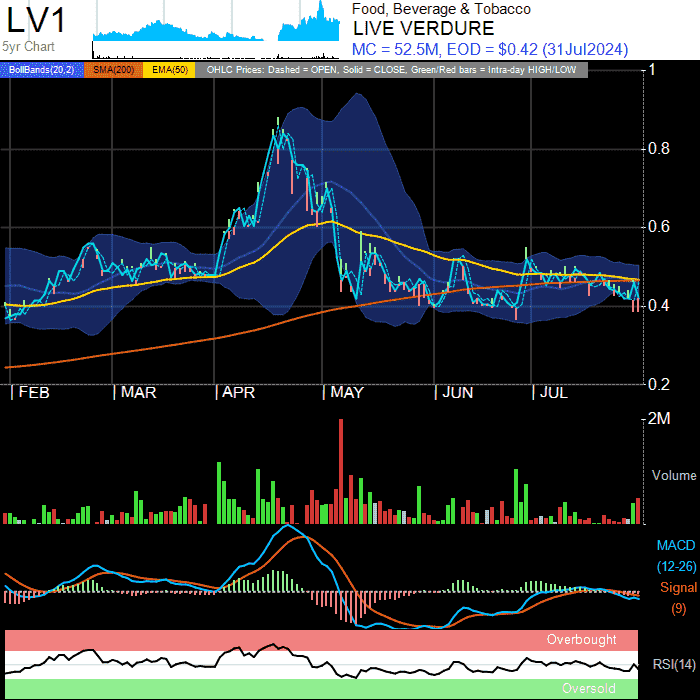 LV1
5yr Chart
Food, Beverage & Tobacco
LIVE VERDURE
MC = 52.5M, EOD = $0.42 (31Jul2024)
BollBands(20,2) SMA(200) EMA(50) OHLC Prices: Dashed = OPEN, Solid = CLOSE, Green/Red bars = Intra-day HIGH/LOW
1
0.8
0.6
0.4
0.2
FEB MAR APR MAY JUN JUL
2M
Volume
MACD
(12-26)
Signal
(9)
Overbought
RSI(14)
Oversold